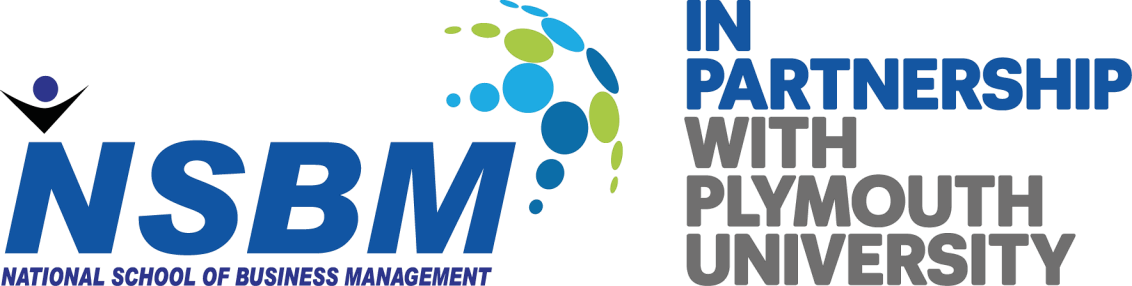 NSBM
NATIONAL SCHOOL OF BUSINESS MANAGEMENT
IN
PARTNERSHIP
WITH
PLYMOUTH
UNIVERSITY